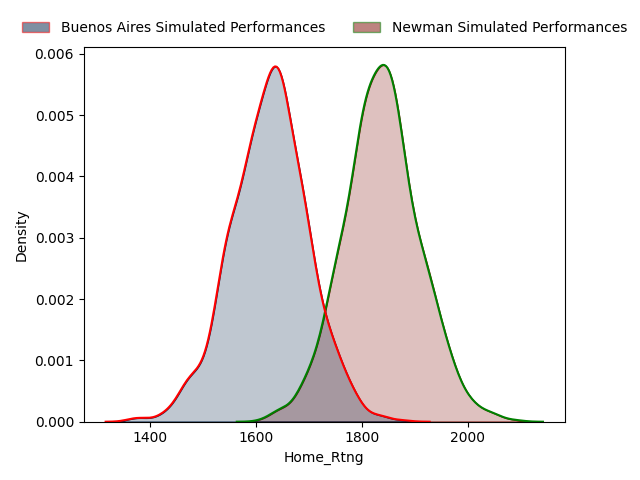 Buenos Aires Simulated Performances Newman Simulated Performances
0.006
0.005
0.004
0.003
0.002
0.001
0.000
Density
1400 1600 1800 2000
Home_Rtng